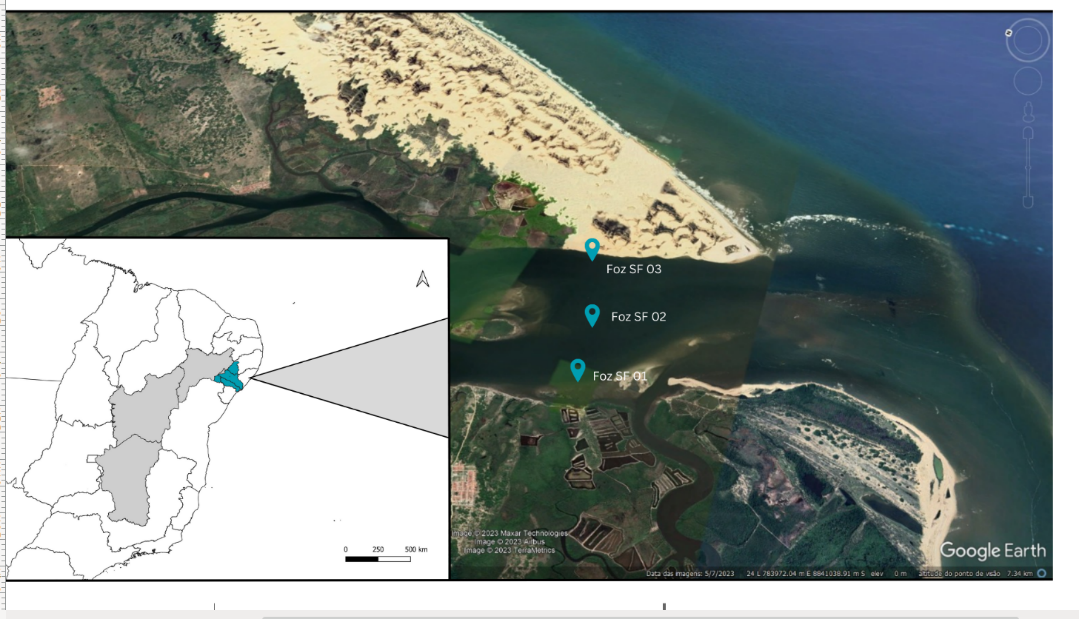 Foz SF 03
Foz SF 02
Foz SF 01
0 250 500 km
Image © 2023 Maxar Technologies
Image © 2023 Airbus
Image © 2023 TerraMetrics
Google Earth
Data das imagens: 5/7/2023 24 L 783972.04 m E 8841038.91 m S elev 0 m altitude do ponto de visão 7.34 km